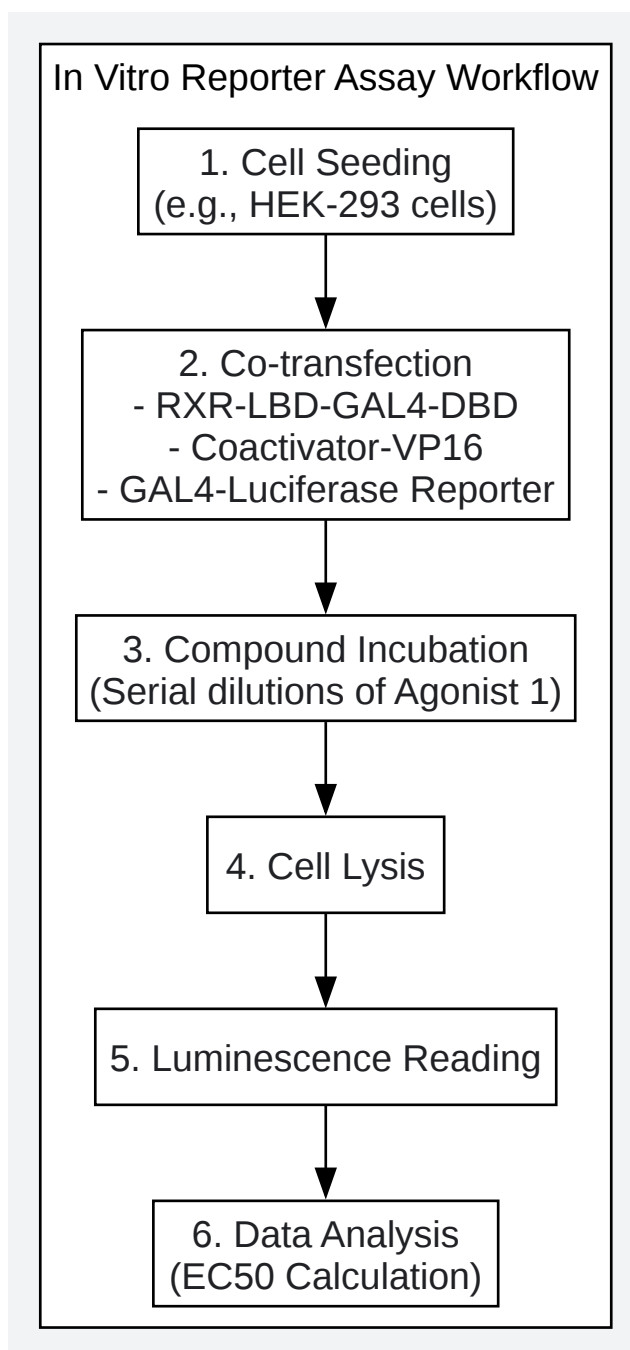 In Vitro Reporter Assay Workflow
1. Cell Seeding
(e.g., HEK-293 cells)
2. Co-transfection
- RXR-LBD-GAL4-DBD
- Coactivator-VP16
- GAL4-Luciferase Reporter
3. Compound Incubation
(Serial dilutions of Agonist 1)
4. Cell Lysis
5. Luminescence Reading
6. Data Analysis
(EC50 Calculation)